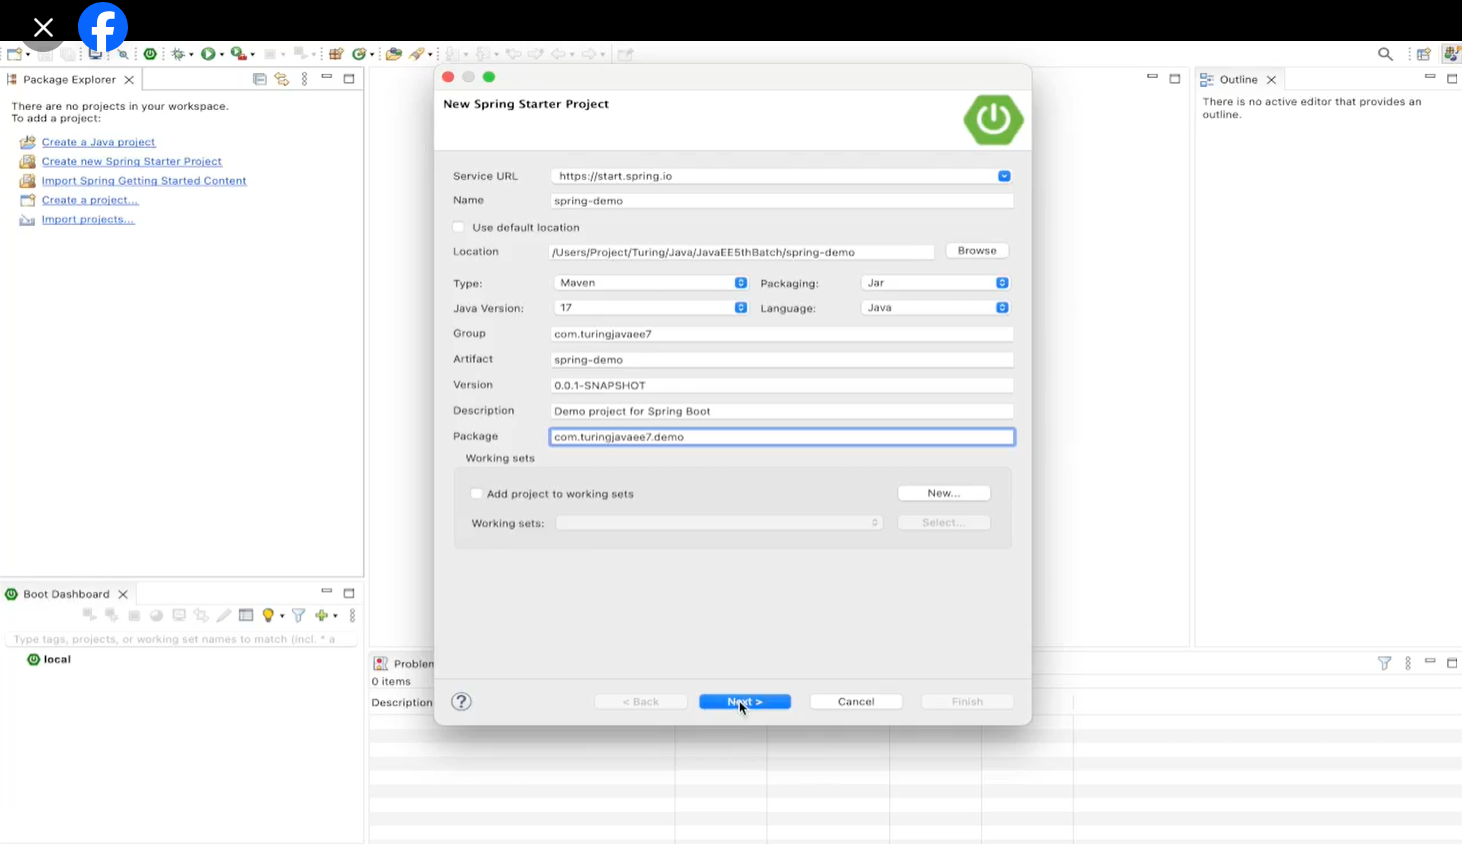 Package Explorer
There are no projects in your workspace.
To add a project:
Create a Java project
Create new Spring Starter Project
Import Spring Getting Started Content
Create a project...
Import projects...
New Spring Starter Project
Service URL https://start.spring.io
Name spring-demo
Use default location
Location /Users/Project/Turing/Java/JavaEE5thBatch/spring-demo Browse
Type: Maven Packaging: Jar
Java Version: 17 Language: Java
Group com.turingjavaee7
Artifact spring-demo
Version 0.0.1-SNAPSHOT
Description Demo project for Spring Boot
Package com.turingjavaee7.demo
Working sets
Add project to working sets New...
Working sets: Select...
< Back Next > Cancel Finish
Outline
There is no active editor that provides an
outline.
Boot Dashboard
Type tags, projects, or working set names to match (incl. * a
local
Problem
0 items
Description